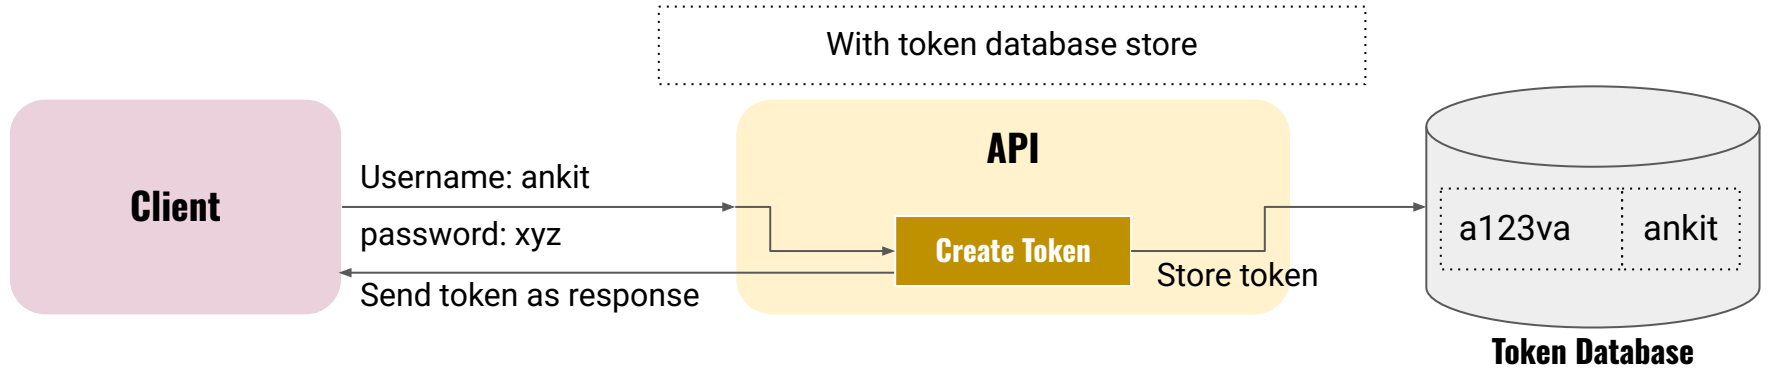 With token database store
Client
Username: ankit
password: xyz
Send token as response
API
Create Token
Store token
a123va
ankit
Token Database